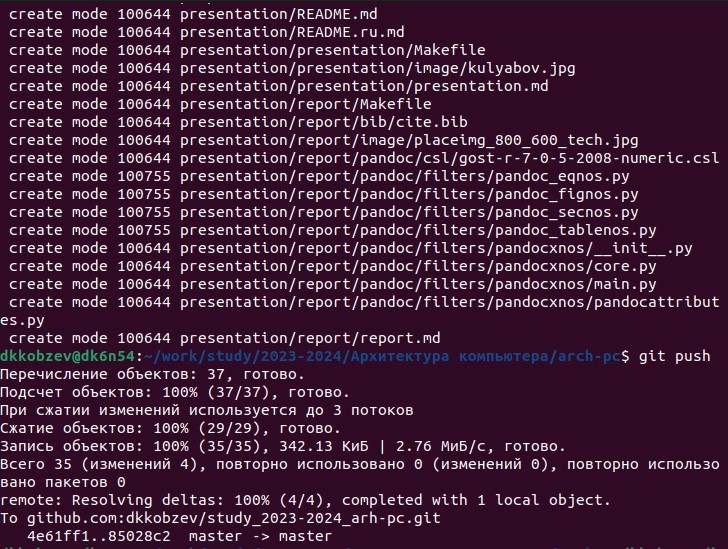 create mode 100644 presentation/README.md
create mode 100644 presentation/README.ru.md
create mode 100644 presentation/presentation/Makefile
create mode 100644 presentation/presentation/image/kulyabov.jpg
create mode 100644 presentation/presentation/presentation.md
create mode 100644 presentation/report/Makefile
create mode 100644 presentation/report/bib/cite.bib
create mode 100644 presentation/report/image/placeimg_800_600_tech.jpg
create mode 100644 presentation/report/pandoc/csl/gost-r-7-0-5-2008-numeric.csl
create mode 100755 presentation/report/pandoc/filters/pandoc_eqnos.py
create mode 100755 presentation/report/pandoc/filters/pandoc_fignos.py
create mode 100755 presentation/report/pandoc/filters/pandoc_secnos.py
create mode 100755 presentation/report/pandoc/filters/pandoc_tablenos.py
create mode 100644 presentation/report/pandoc/filters/pandocxnos/__init__.py
create mode 100644 presentation/report/pandoc/filters/pandocxnos/core.py
create mode 100644 presentation/report/pandoc/filters/pandocxnos/main.py
create mode 100644 presentation/report/pandoc/filters/pandocxnos/pandocattribut
es.py
create mode 100644 presentation/report/report.md
dkkobzev@dk6n54:~/work/study/2023-2024/Архитектура компьютера/arch-pc$ git push
Перечисление объектов: 37, готово.
Подсчет объектов: 100% (37/37), готово.
При сжатии изменений используется до 3 потоков
Сжатие объектов: 100% (29/29), готово.
Запись объектов: 100% (35/35), 342.13 КиБ | 2.76 МиБ/с, готово.
Всего 35 (изменений 4), повторно использовано 0 (изменений 0), повторно использо
вано пакетов 0
remote: Resolving deltas: 100% (4/4), completed with 1 local object.
To github.com:dkkobzev/study_2023-2024_arh-pc.git
4e61ff1..85028c2  master -> master